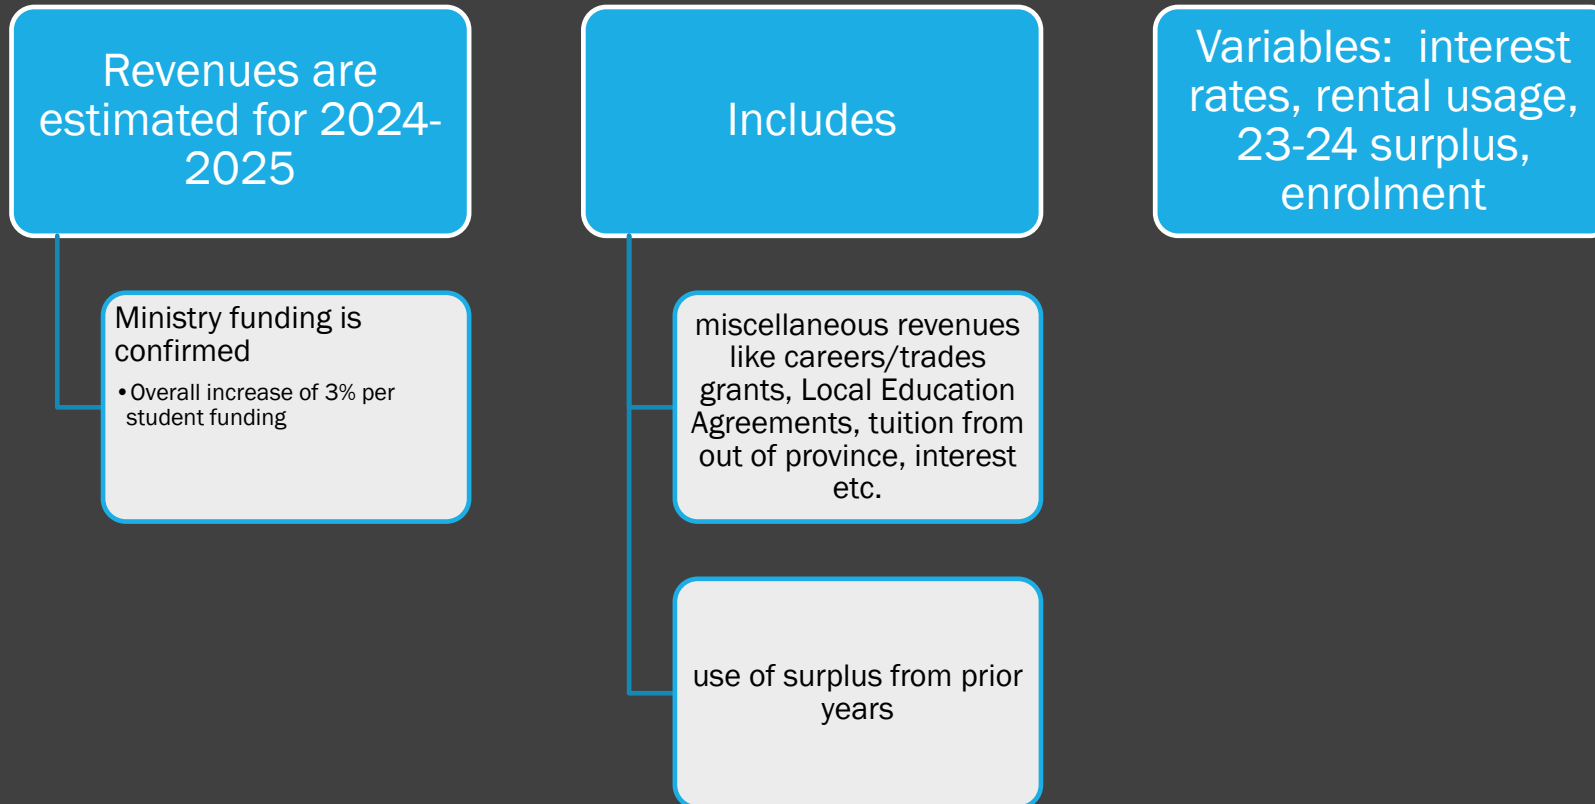 Revenues are
estimated for 2024-
2025
Ministry funding is
confirmed
•Overall increase of 3% per
student funding
Includes
miscellaneous revenues
like careers/trades
grants, Local Education
Agreements, tuition from
out of province, interest
etc.
use of surplus from prior
years
Variables: interest
rates, rental usage,
23-24 surplus,
enrolment